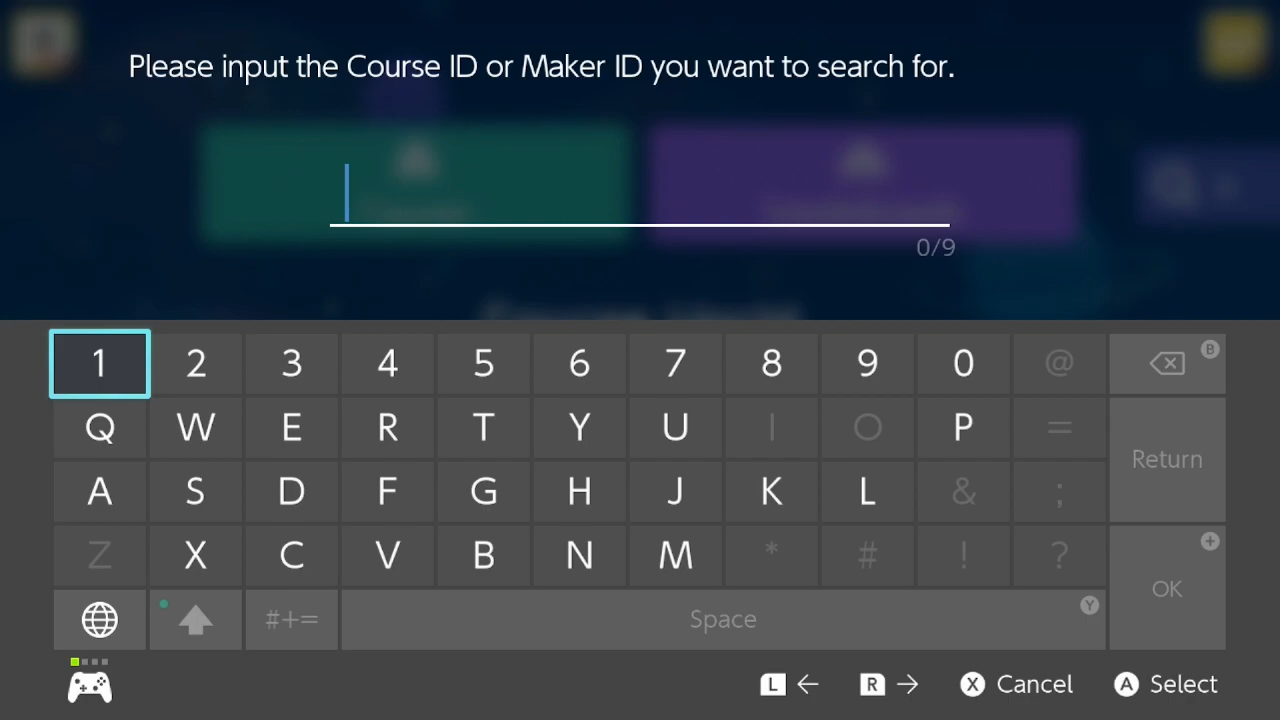 Please input the Course ID or Maker ID you want to search for.
0/9
1 2 3 4 5 6 7 8 9 0 @ B
Q W E R T Y U I O P =
Return
A S D F G H J K L & ;
Z X C V B N M * # ! ? +
OK
#+= Space Y
L ← R → X Cancel A Select